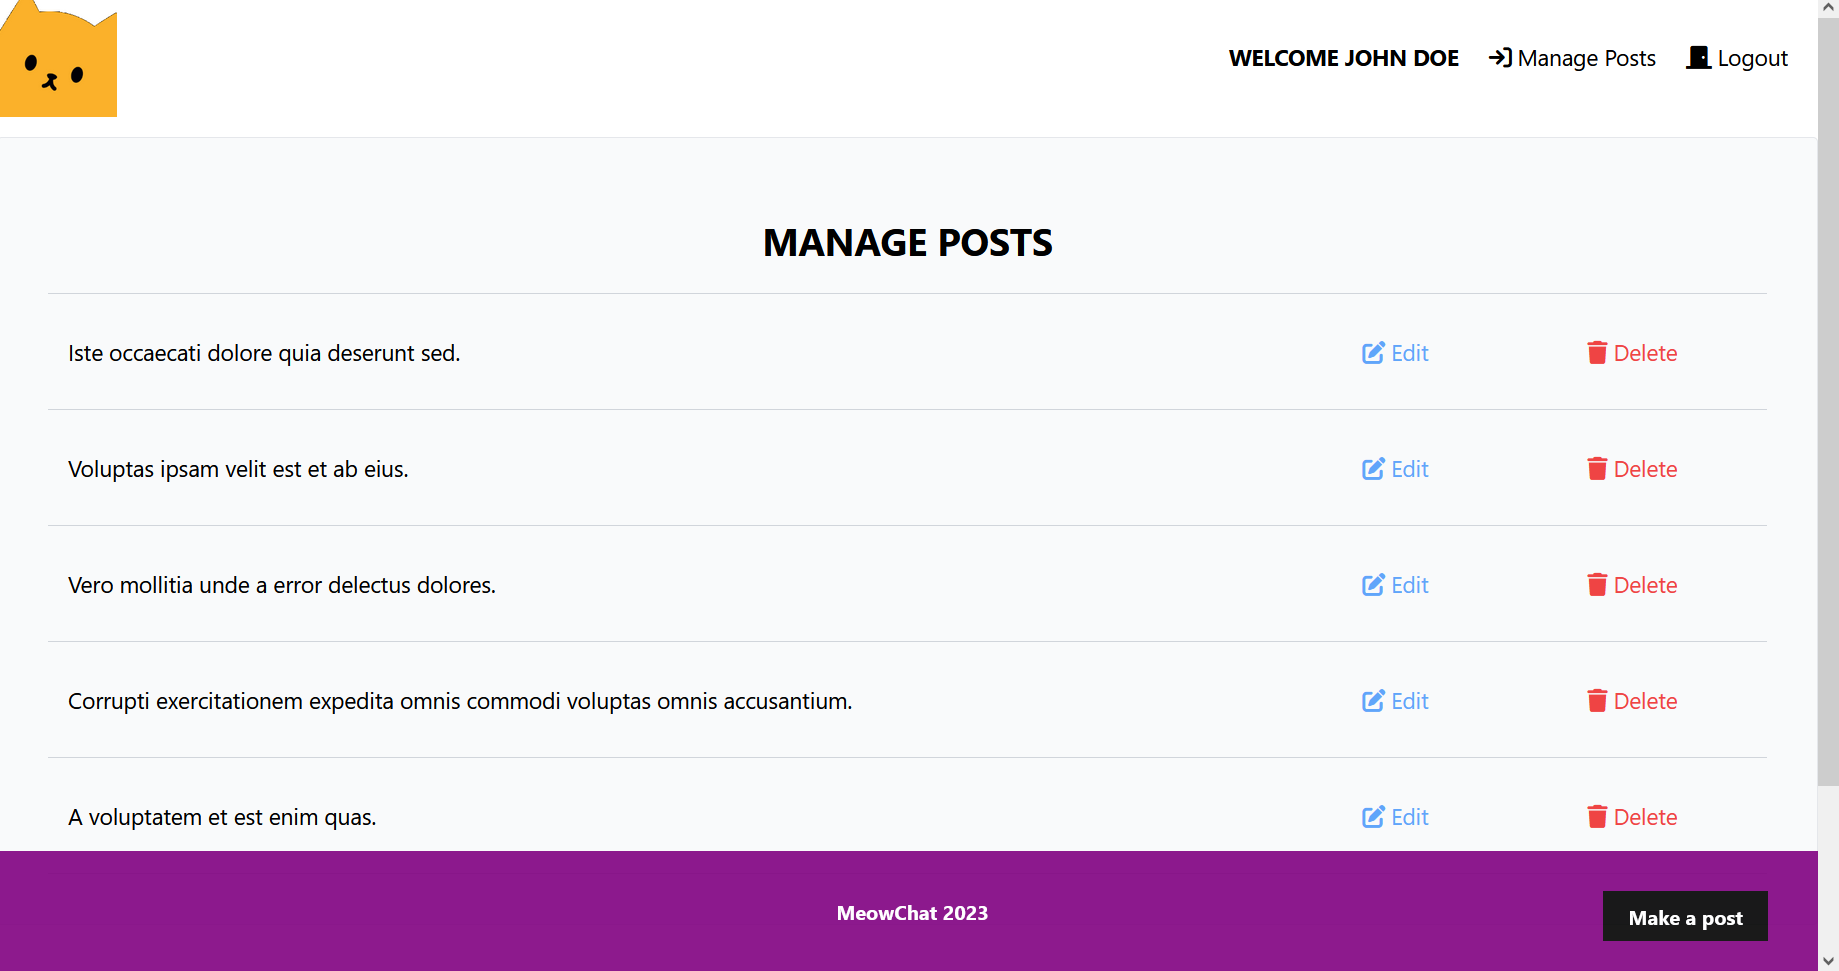 WELCOME JOHN DOE Manage Posts Logout
MANAGE POSTS
Iste occaecati dolore quia deserunt sed. Edit Delete
Voluptas ipsam velit est et ab eius. Edit Delete
Vero mollitia unde a error delectus dolores. Edit Delete
Corrupti exercitationem expedita omnis commodi voluptas omnis accusantium. Edit Delete
A voluptatem et est enim quas. Edit Delete
MeowChat 2023 Make a post